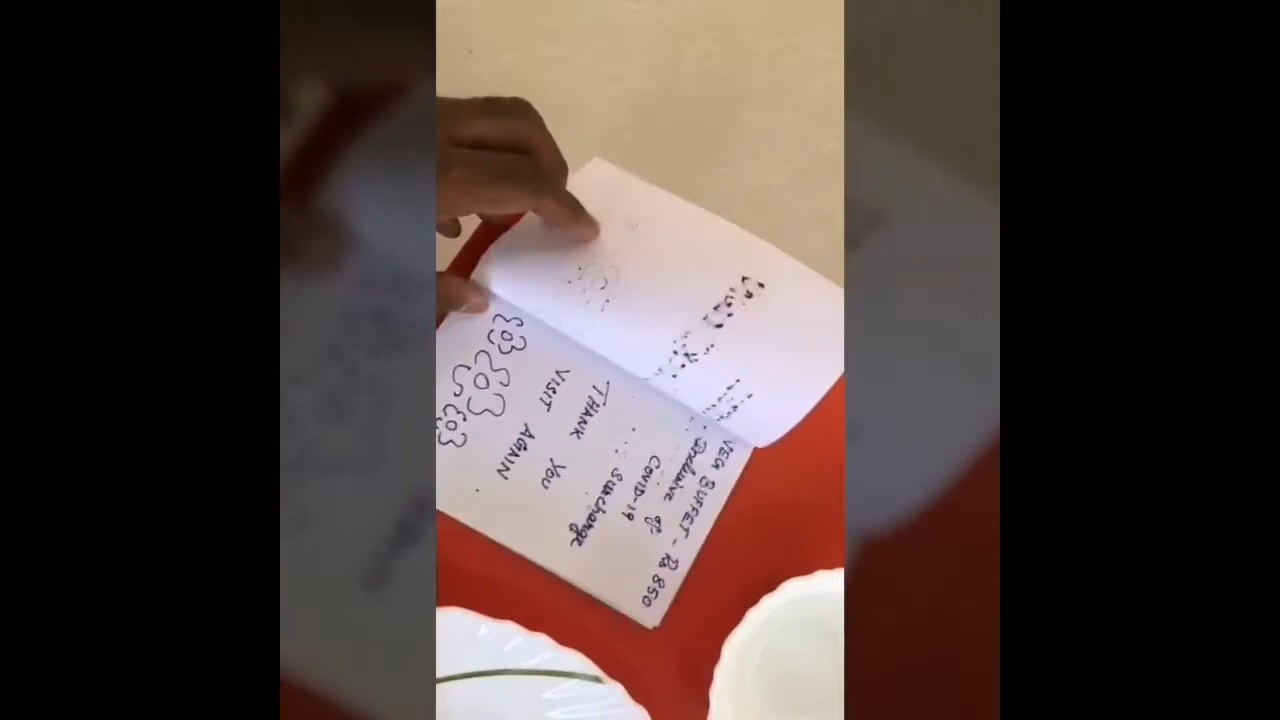 VEG BUFFET - Rs 850
Inclusive of
COVID-19
Surcharge
THANK YOU
VISIT AGAIN